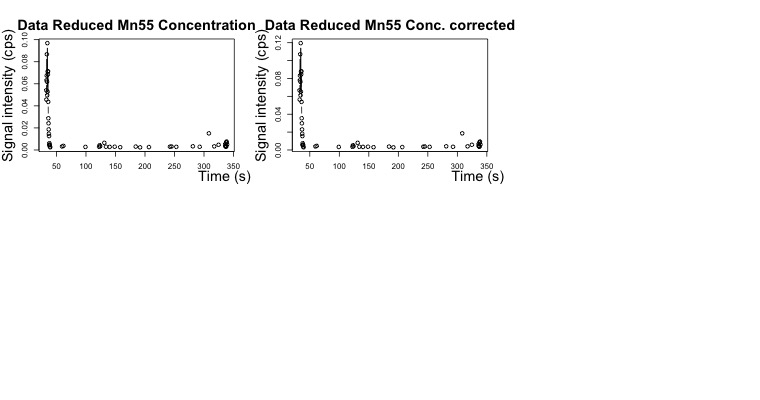 Data Reduced Mn55 Concentration
Signal intensity (cps)
0.00 0.02 0.04 0.06 0.08 0.10
50 100 150 200 250 300 350
Time (s)
Data Reduced Mn55 Conc. corrected
Signal intensity (cps)
0.00 0.04 0.08 0.12
50 100 150 200 250 300 350
Time (s)